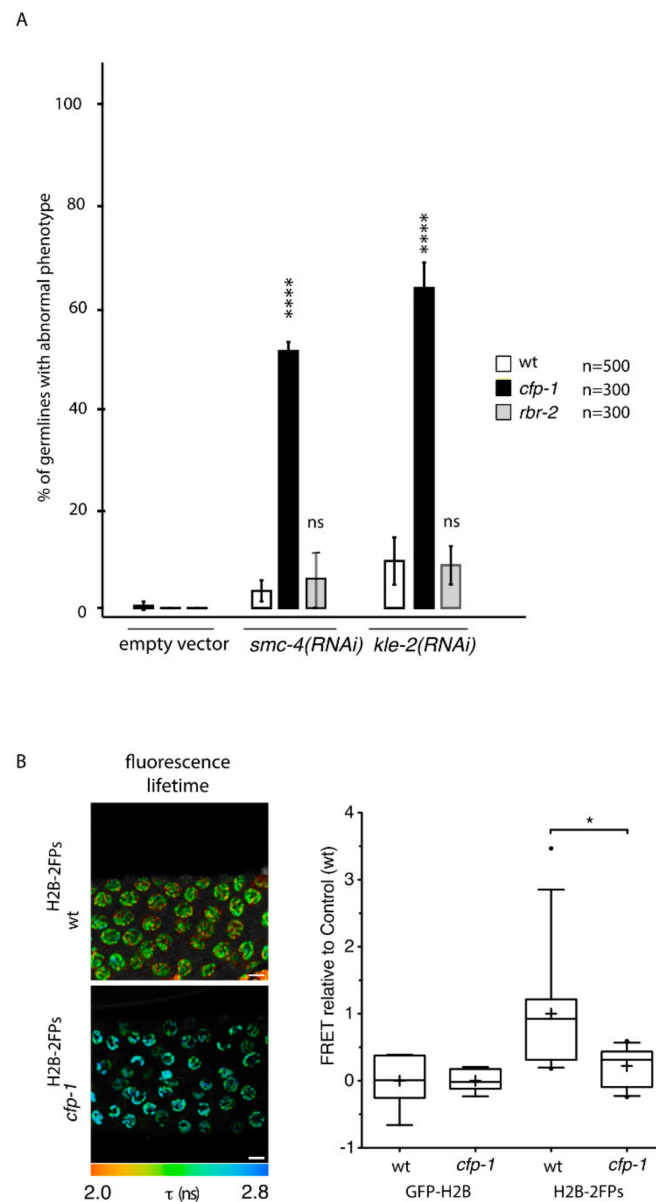 A
% of germlines with abnormal phenotype
100
80
60
40
20
0
****
ns
****
ns
empty vector
smc-4(RNAi)
kle-2(RNAi)
wt n=500
cfp-1 n=300
rbr-2 n=300
B
fluorescence
lifetime
H2B-2FPs
wt
H2B-2FPs
cfp-1
2.0 τ (ns) 2.8
FRET relative to Control (wt)
4
3
2
1
0
-1
*
wt cfp-1 wt cfp-1
GFP-H2B H2B-2FPs